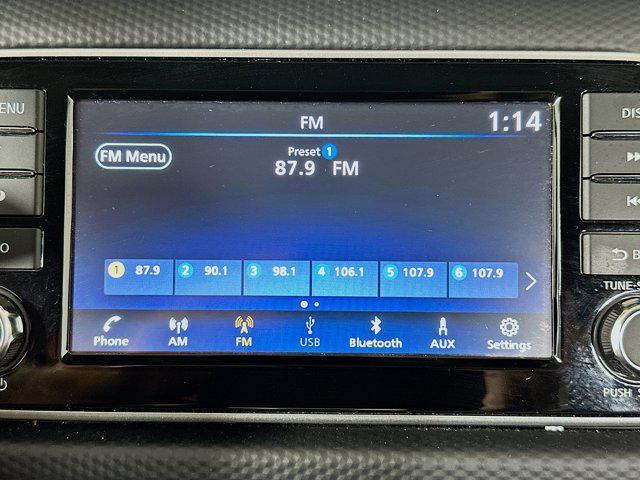 MENU
FM
1:14
DIS
FM Menu
Preset 1
87.9 FM
1 87.9 2 90.1 3 98.1 4 106.1 5 107.9 6 107.9
B
TUNE-S
Phone AM FM USB Bluetooth AUX Settings
PUSH S